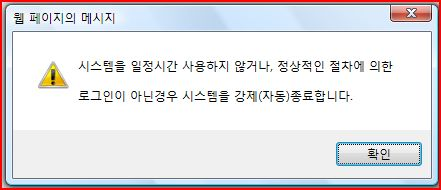 웹 페이지의 메시지
시스템을 일정시간 사용하지 않거나, 정상적인 절차에 의한
로그인이 아닌경우 시스템을 강제(자동)종료합니다.
확인